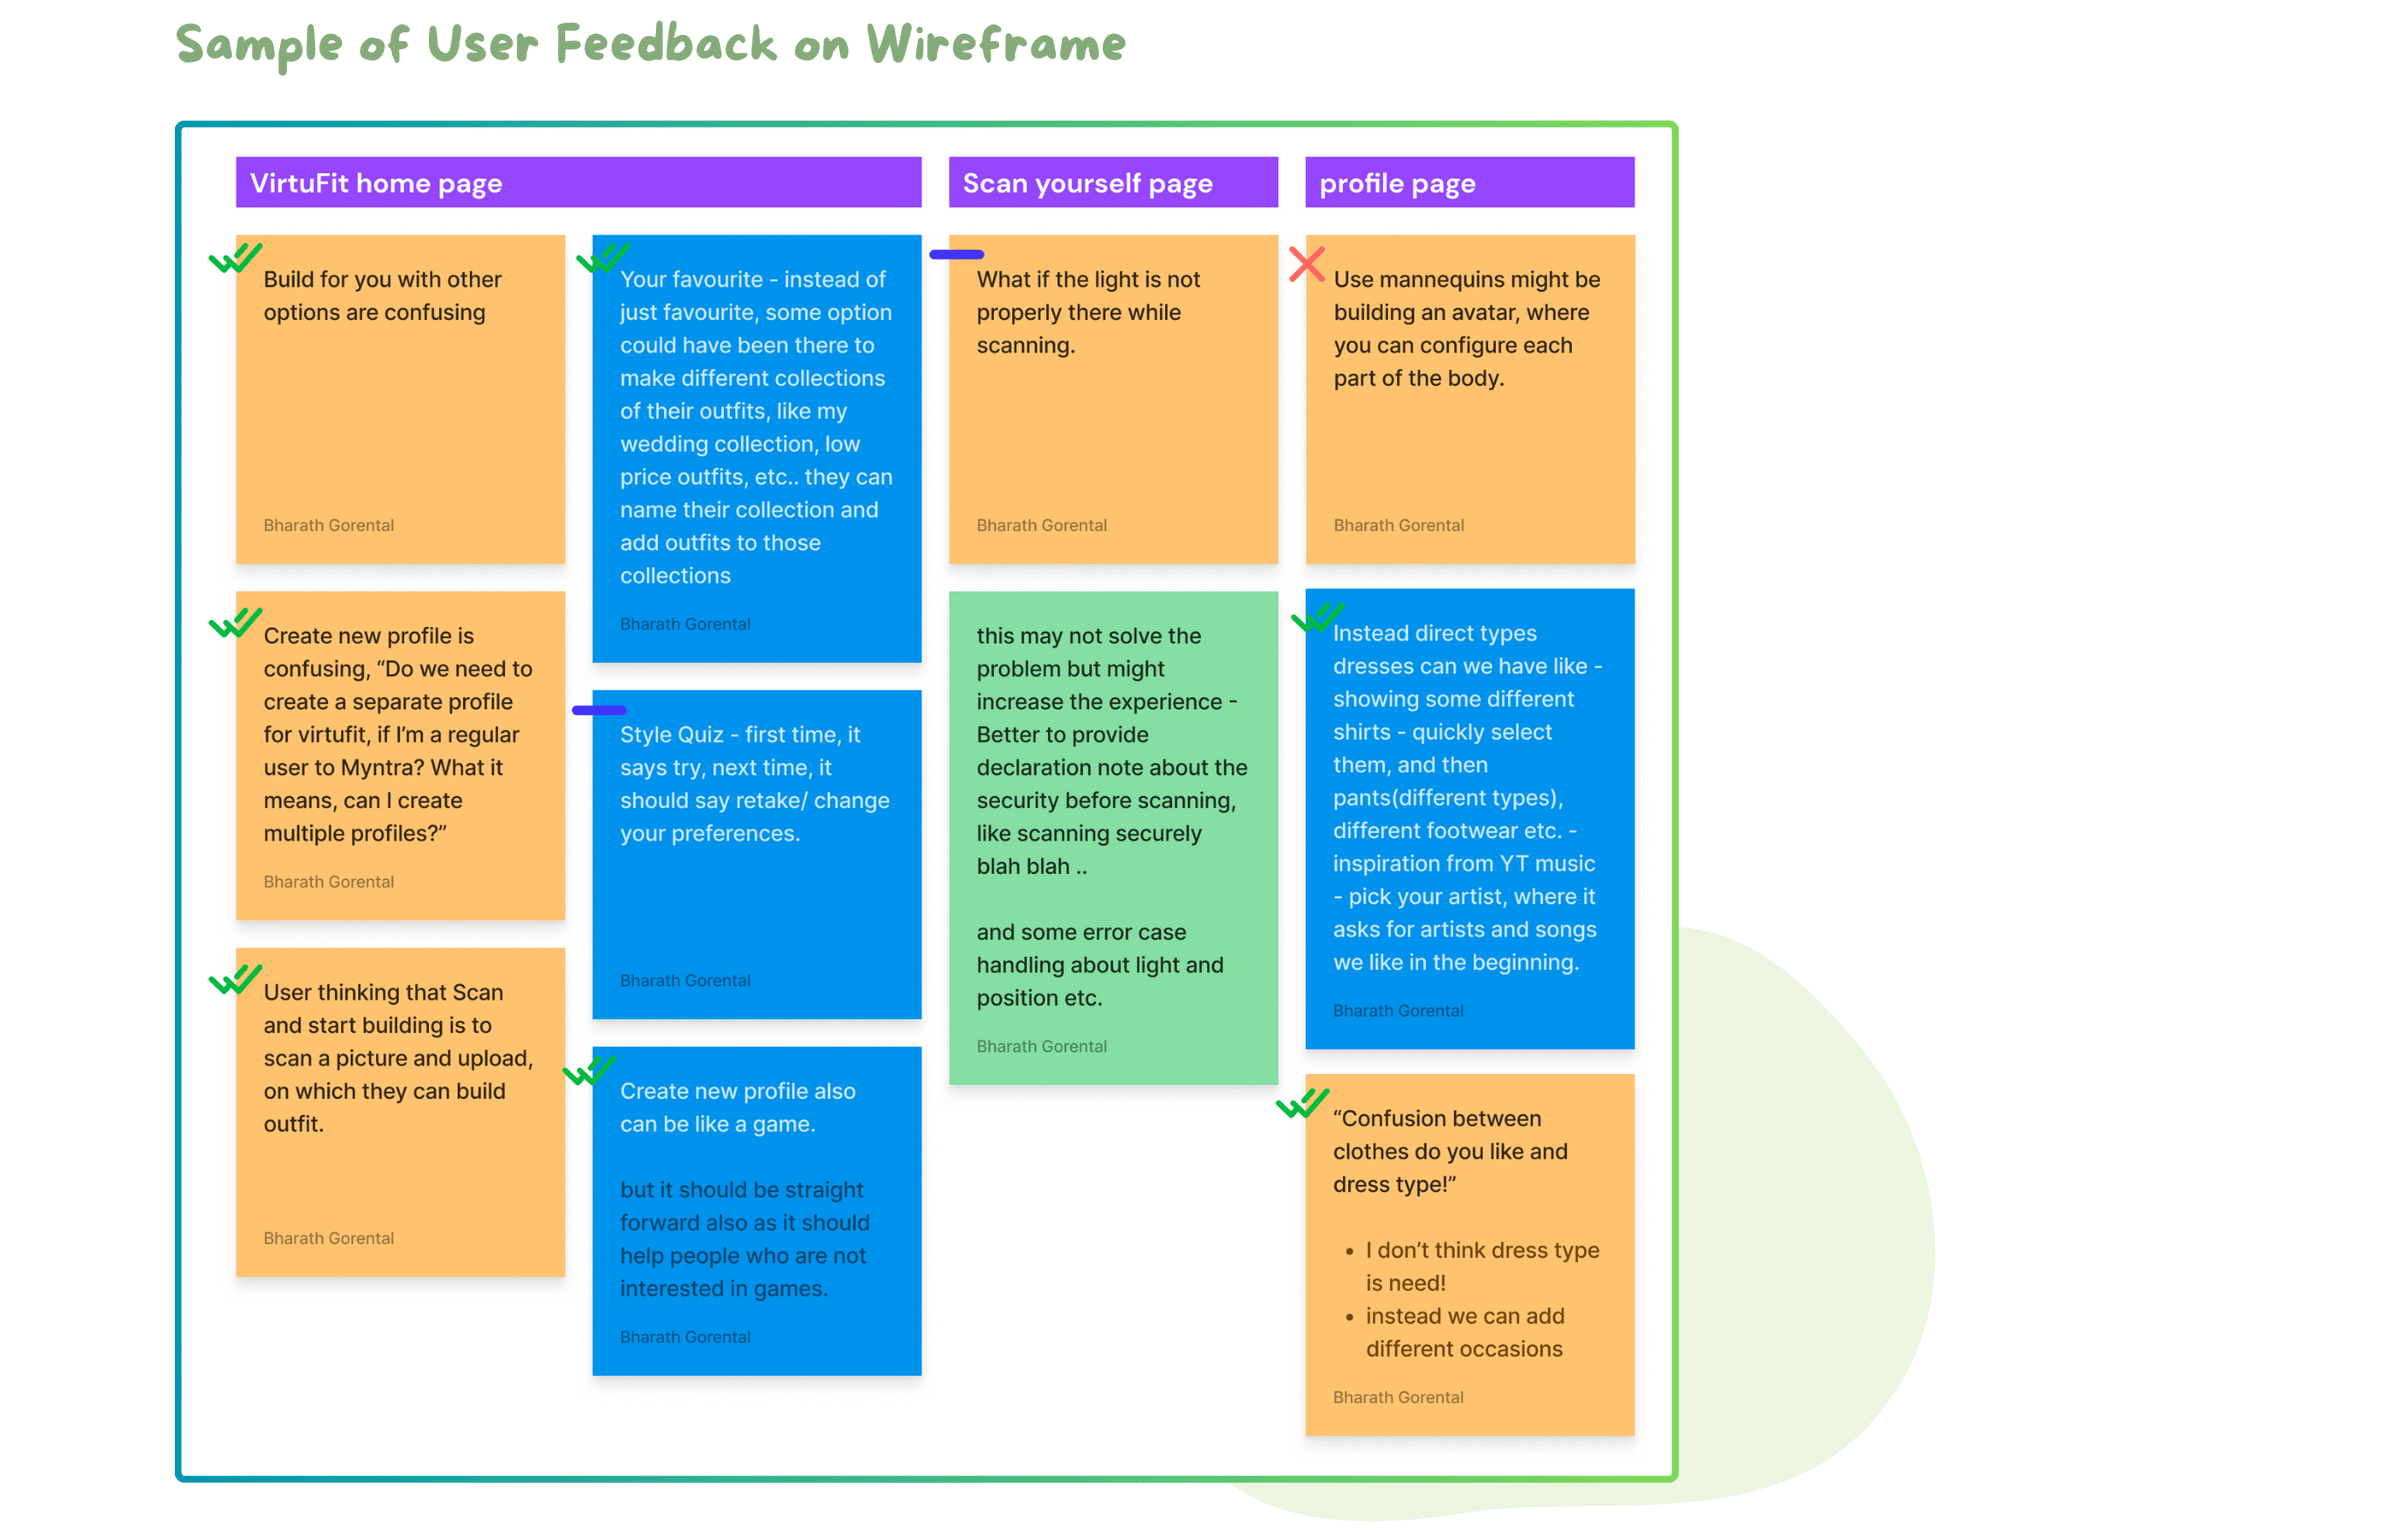 Sample of User Feedback on Wireframe
VirtuFit home page
Build for you with other
options are confusing
Bharath Gorental
Create new profile is
confusing, “Do we need to
create a separate profile
for virtufit, if I’m a regular
user to Myntra? What it
means, can I create
multiple profiles?”
Bharath Gorental
User thinking that Scan
and start building is to
scan a picture and upload,
on which they can build
outfit.
Bharath Gorental
Your favourite - instead of
just favourite, some option
could have been there to
make different collections
of their outfits, like my
wedding collection, low
price outfits, etc.. they can
name their collection and
add outfits to those
collections
Bharath Gorental
Style Quiz - first time, it
says try, next time, it
should say retake/ change
your preferences.
Bharath Gorental
Create new profile also
can be like a game.
but it should be straight
forward also as it should
help people who are not
interested in games.
Bharath Gorental
Scan yourself page
What if the light is not
properly there while
scanning.
Bharath Gorental
this may not solve the
problem but might
increase the experience -
Better to provide
declaration note about the
security before scanning,
like scanning securely
blah blah ..
and some error case
handling about light and
position etc.
Bharath Gorental
profile page
Use mannequins might be
building an avatar, where
you can configure each
part of the body.
Bharath Gorental
Instead direct types
dresses can we have like -
showing some different
shirts - quickly select
them, and then
pants(different types),
different footwear etc. -
inspiration from YT music
- pick your artist, where it
asks for artists and songs
we like in the beginning.
Bharath Gorental
“Confusion between
clothes do you like and
dress type!”
• I don’t think dress type
is need!
• instead we can add
different occasions
Bharath Gorental